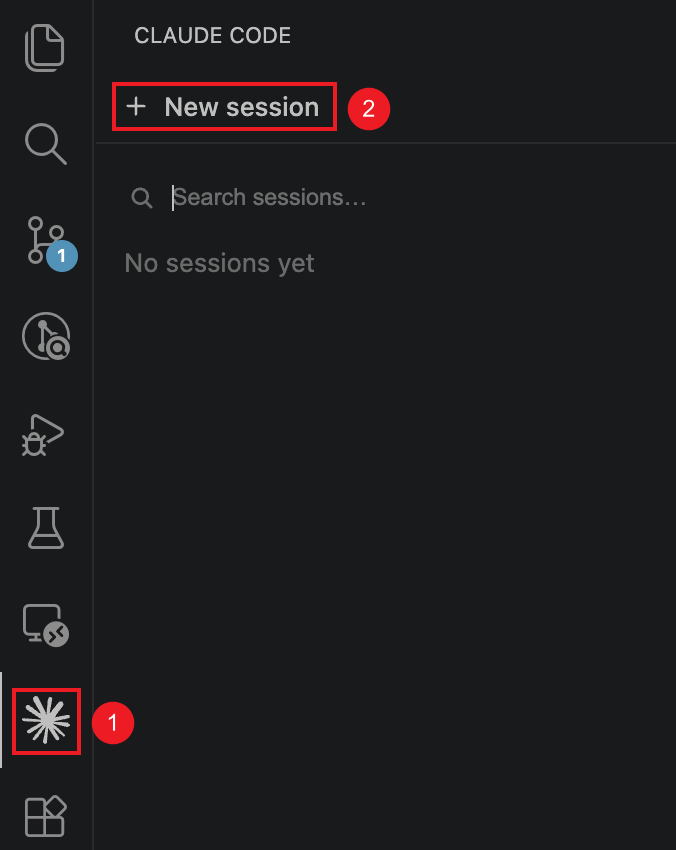 CLAUDE CODE
+ New session 2
Search sessions...
1
No sessions yet
1